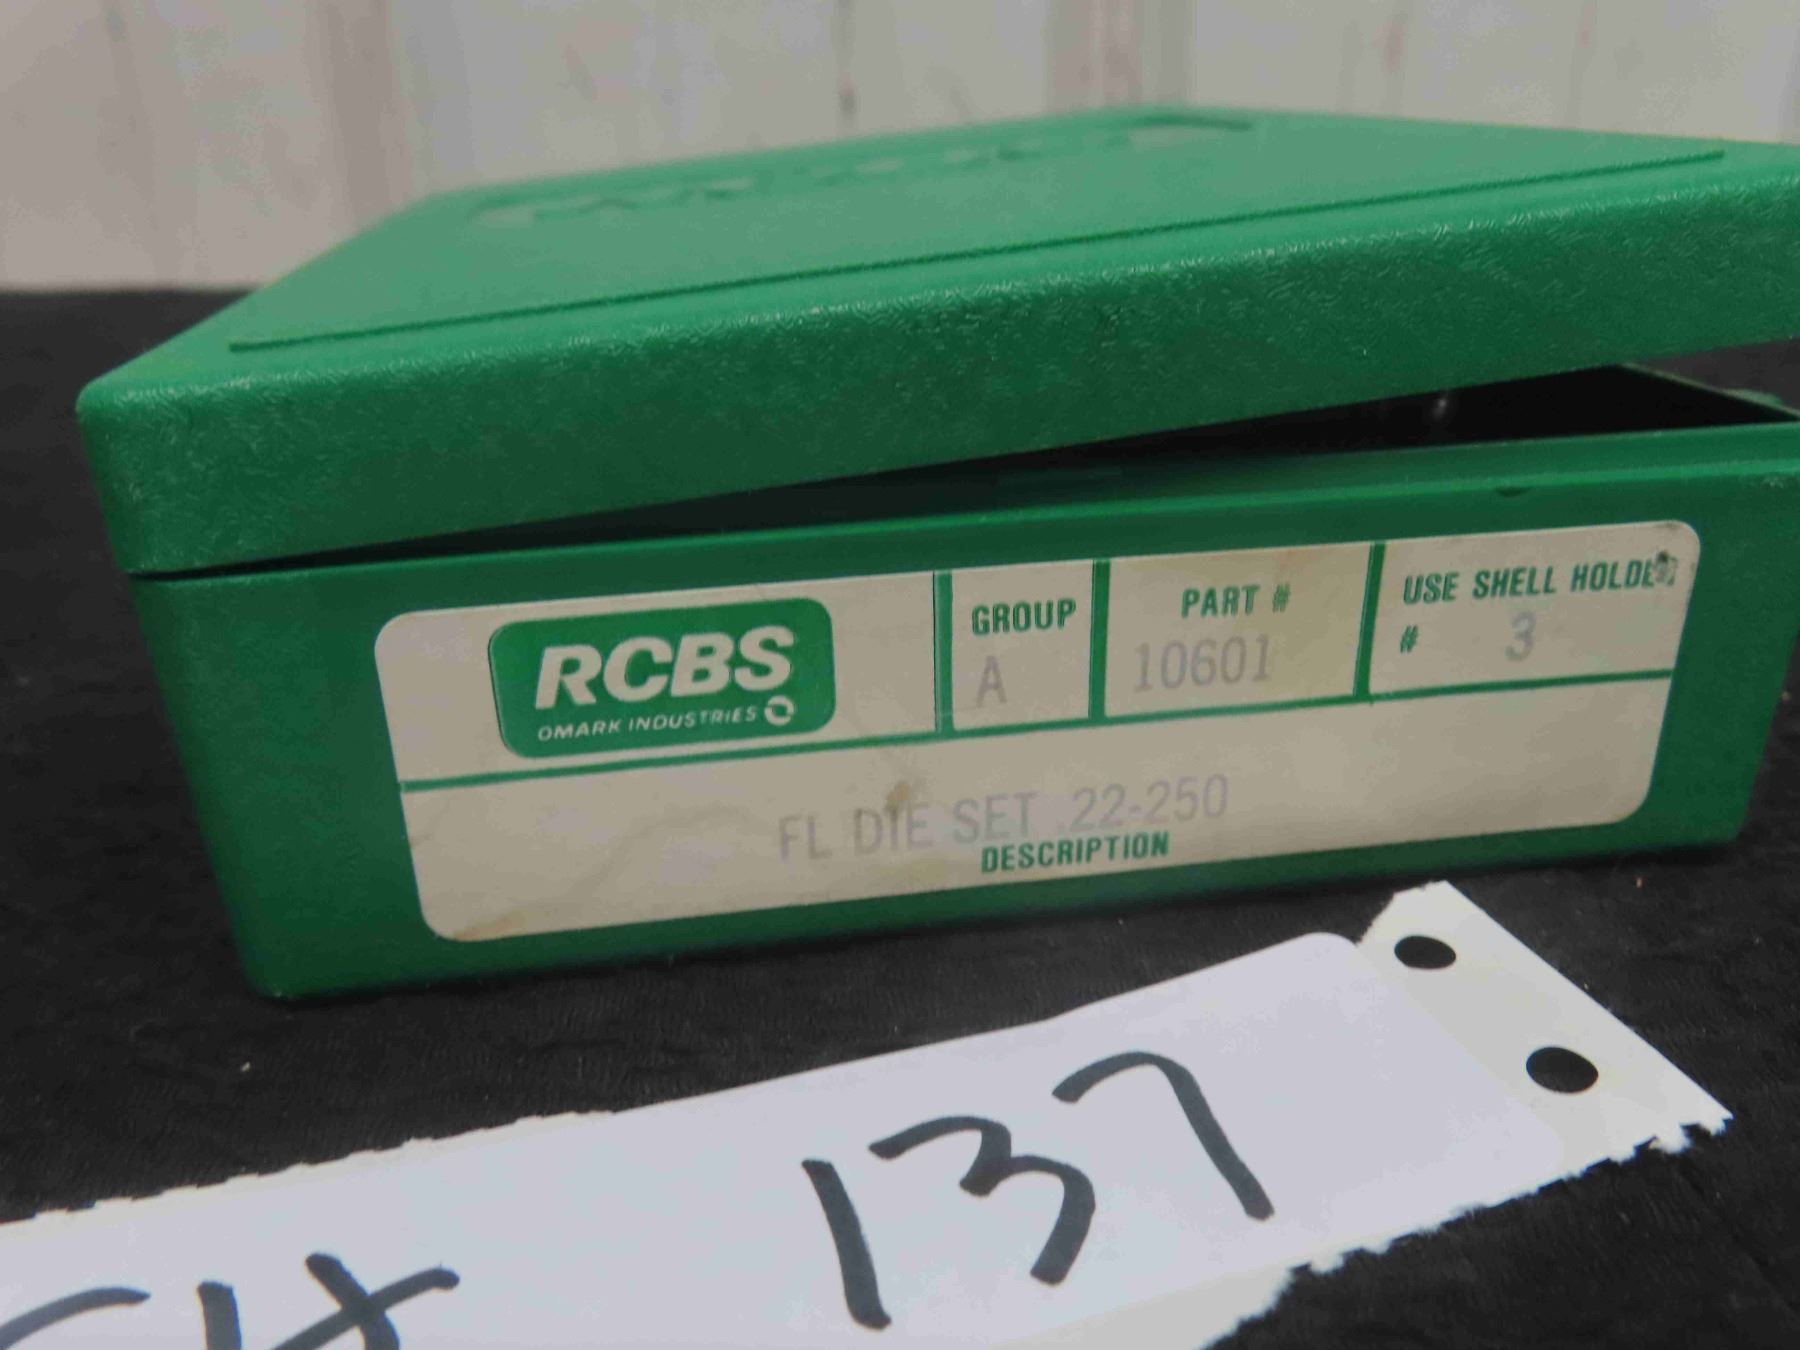 RCBS
OMARK INDUSTRIES
GROUP
A
PART #
10601
USE SHELL HOLDER
# 3
FL DIE SET .22-250
DESCRIPTION
137